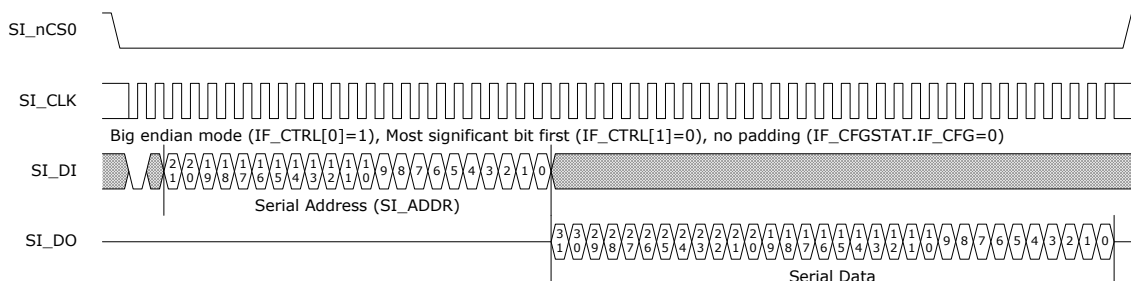 SI_nCS0
SI_CLK
Big endian mode (IF_CTRL[0]=1), Most significant bit first (IF_CTRL[1]=0), no padding (IF_CFGSTAT.IF_CFG=0)
SI_DI
21 20 19 18 17 16 15 14 13 12 11 10 9 8 7 6 5 4 3 2 1 0
Serial Address (SI_ADDR)
SI_DO
31 30 29 28 27 26 25 24 23 22 21 20 19 18 17 16 15 14 13 12 11 10 9 8 7 6 5 4 3 2 1 0
Serial Data